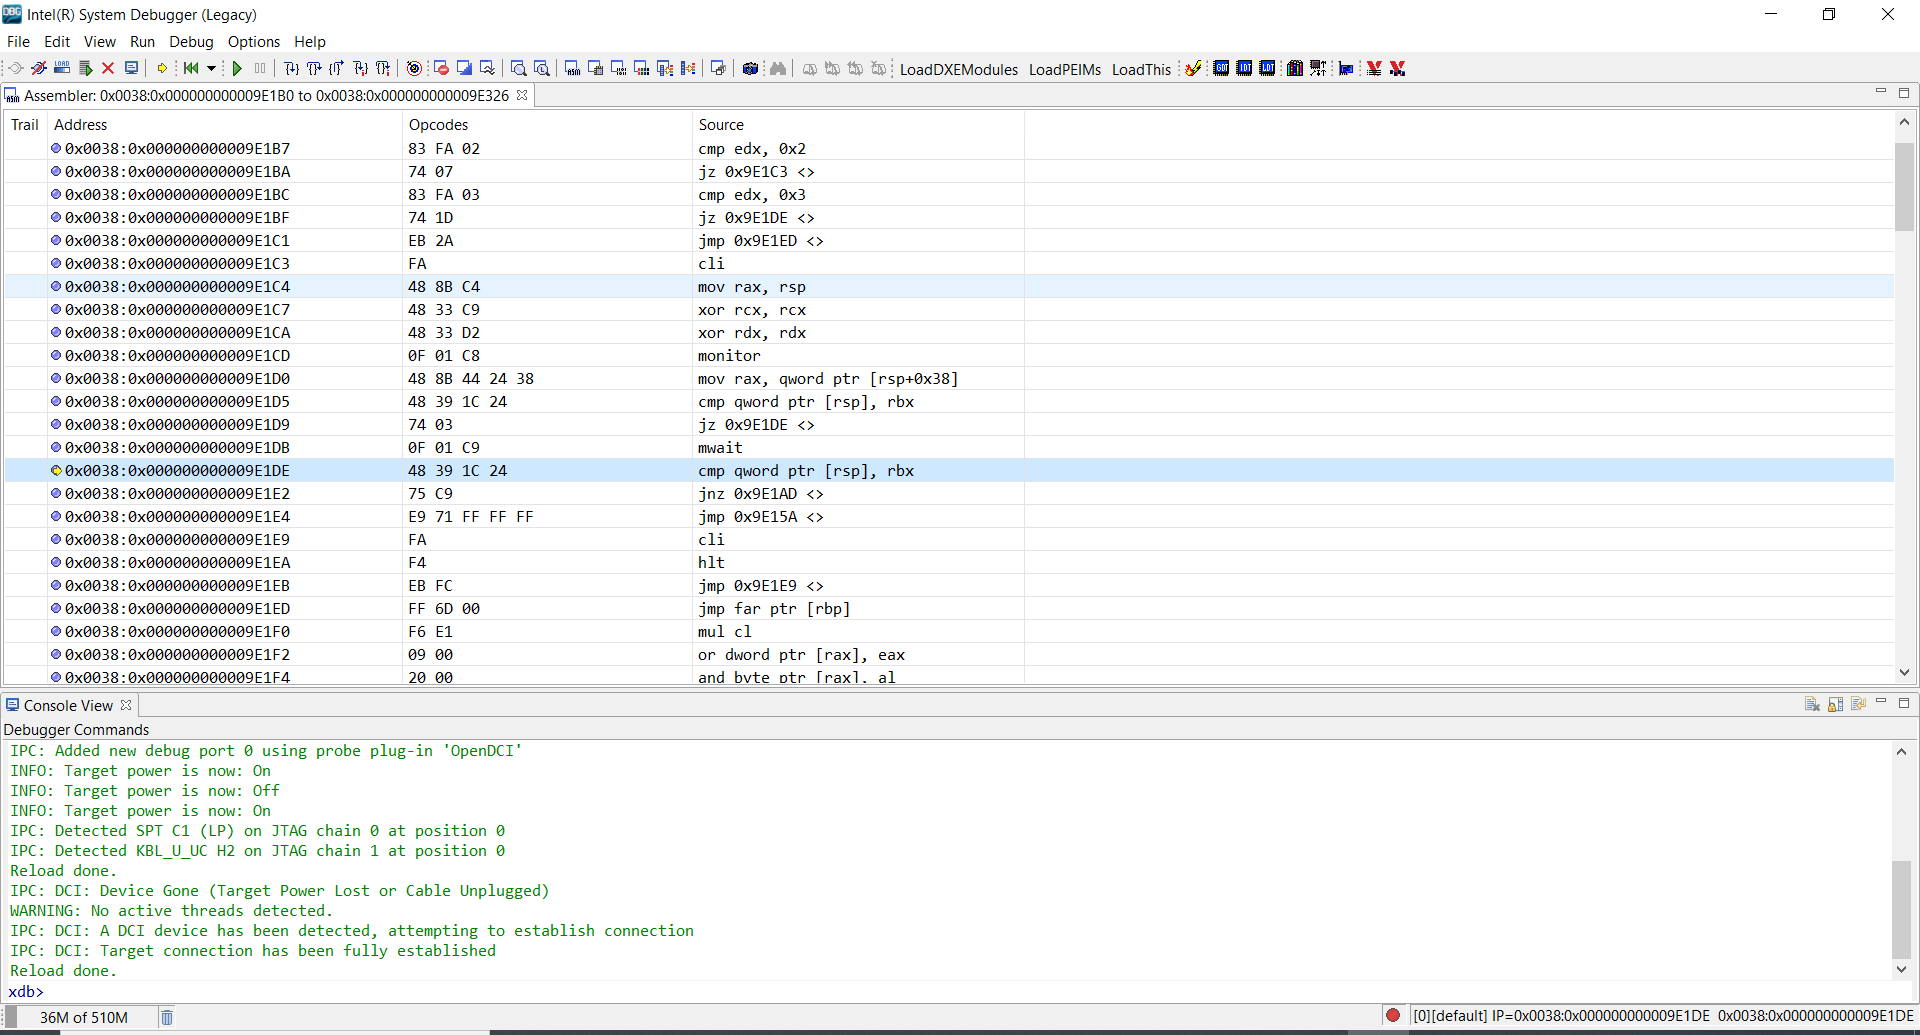 DBG Intel(R) System Debugger (Legacy)
File Edit View Run Debug Options Help
LOAD ASM LoadDXEModules LoadPEIMs LoadThis GDT IDT LDT
ASM Assembler: 0x0038:0x000000000009E1B0 to 0x0038:0x000000000009E326
Trail Address Opcodes Source
0x0038:0x000000000009E1B7 83 FA 02 cmp edx, 0x2
0x0038:0x000000000009E1BA 74 07 jz 0x9E1C3 <>
0x0038:0x000000000009E1BC 83 FA 03 cmp edx, 0x3
0x0038:0x000000000009E1BF 74 1D jz 0x9E1DE <>
0x0038:0x000000000009E1C1 EB 2A jmp 0x9E1ED <>
0x0038:0x000000000009E1C3 FA cli
0x0038:0x000000000009E1C4 48 8B C4 mov rax, rsp
0x0038:0x000000000009E1C7 48 33 C9 xor rcx, rcx
0x0038:0x000000000009E1CA 48 33 D2 xor rdx, rdx
0x0038:0x000000000009E1CD 0F 01 C8 monitor
0x0038:0x000000000009E1D0 48 8B 44 24 38 mov rax, qword ptr [rsp+0x38]
0x0038:0x000000000009E1D5 48 39 1C 24 cmp qword ptr [rsp], rbx
0x0038:0x000000000009E1D9 74 03 jz 0x9E1DE <>
0x0038:0x000000000009E1DB 0F 01 C9 mwait
0x0038:0x000000000009E1DE 48 39 1C 24 cmp qword ptr [rsp], rbx
0x0038:0x000000000009E1E2 75 C9 jnz 0x9E1AD <>
0x0038:0x000000000009E1E4 E9 71 FF FF FF jmp 0x9E15A <>
0x0038:0x000000000009E1E9 FA cli
0x0038:0x000000000009E1EA F4 hlt
0x0038:0x000000000009E1EB EB FC jmp 0x9E1E9 <>
0x0038:0x000000000009E1ED FF 6D 00 jmp far ptr [rbp]
0x0038:0x000000000009E1F0 F6 E1 mul cl
0x0038:0x000000000009E1F2 09 00 or dword ptr [rax], eax
0x0038:0x000000000009E1F4 20 00 and byte ptr [rax], al
Console View
Debugger Commands
IPC: Added new debug port 0 using probe plug-in 'OpenDCI'
INFO: Target power is now: On
INFO: Target power is now: Off
INFO: Target power is now: On
IPC: Detected SPT C1 (LP) on JTAG chain 0 at position 0
IPC: Detected KBL_U_UC H2 on JTAG chain 1 at position 0
Reload done.
IPC: DCI: Device Gone (Target Power Lost or Cable Unplugged)
WARNING: No active threads detected.
IPC: DCI: A DCI device has been detected, attempting to establish connection
IPC: DCI: Target connection has been fully established
Reload done.
xdb>
36M of 510M [0][default] IP=0x0038:0x000000000009E1DE 0x0038:0x000000000009E1DE